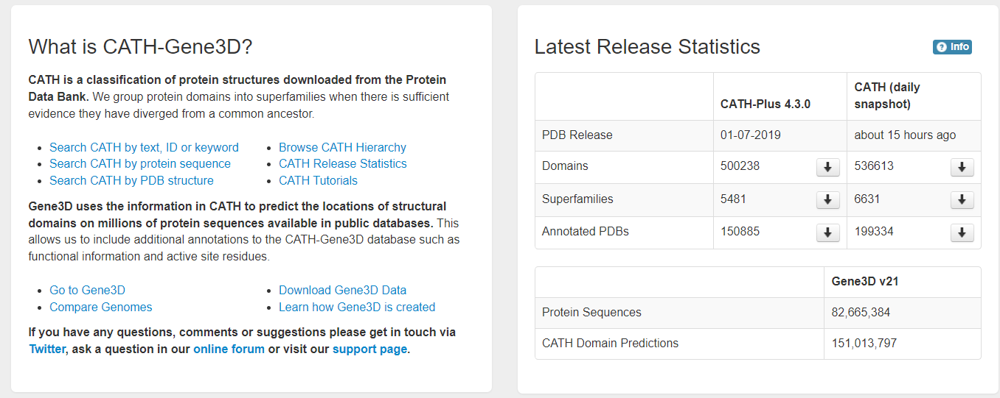 What is CATH-Gene3D?
CATH is a classification of protein structures downloaded from the Protein
Data Bank. We group protein domains into superfamilies when there is sufficient
evidence they have diverged from a common ancestor.
Search CATH by text, ID or keyword
Search CATH by protein sequence
Search CATH by PDB structure
Browse CATH Hierarchy
CATH Release Statistics
CATH Tutorials
Gene3D uses the information in CATH to predict the locations of structural
domains on millions of protein sequences available in public databases. This
allows us to include additional annotations to the CATH-Gene3D database such as
functional information and active site residues.
Go to Gene3D
Compare Genomes
Download Gene3D Data
Learn how Gene3D is created
If you have any questions, comments or suggestions please get in touch via
Twitter, ask a question in our online forum or visit our support page.
Latest Release Statistics
? Info
CATH-Plus 4.3.0
CATH (daily
snapshot)
PDB Release 01-07-2019 about 15 hours ago
Domains 500238 536613
Superfamilies 5481 6631
Annotated PDBs 150885 199334
Gene3D v21
Protein Sequences 82,665,384
CATH Domain Predictions 151,013,797